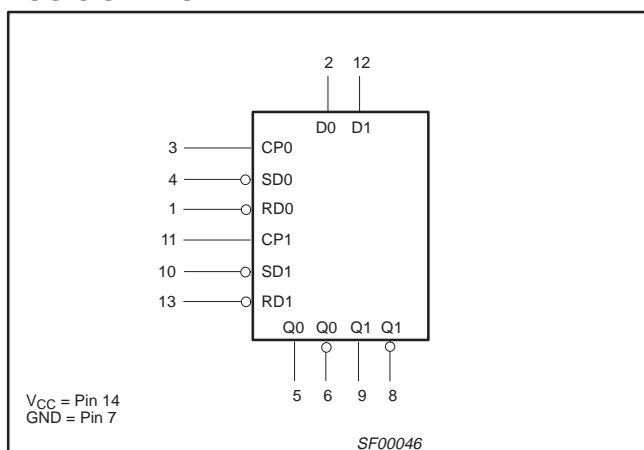 2 12
D0 D1
3 CP0
4 SD0
1 RD0
11 CP1
10 SD1
13 RD1
Q0 Q0 Q1 Q1
5 6 9 8
VCC = Pin 14
GND = Pin 7
SF00046